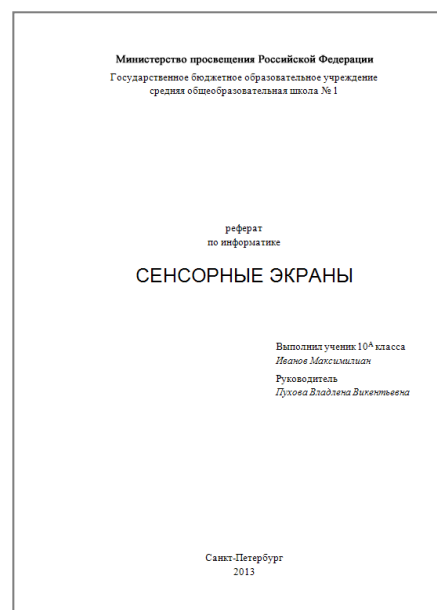 Министерство просвещения Российской Федерации
Государственное бюджетное образовательное учреждение
средняя общеобразовательная школа № 1
реферат
по информатике
СЕНСОРНЫЕ ЭКРАНЫ
Выполнил ученик 10А класса
Иванов Максимилиан
Руководитель
Пухова Владлена Викентьевна
Санкт-Петербург
2013